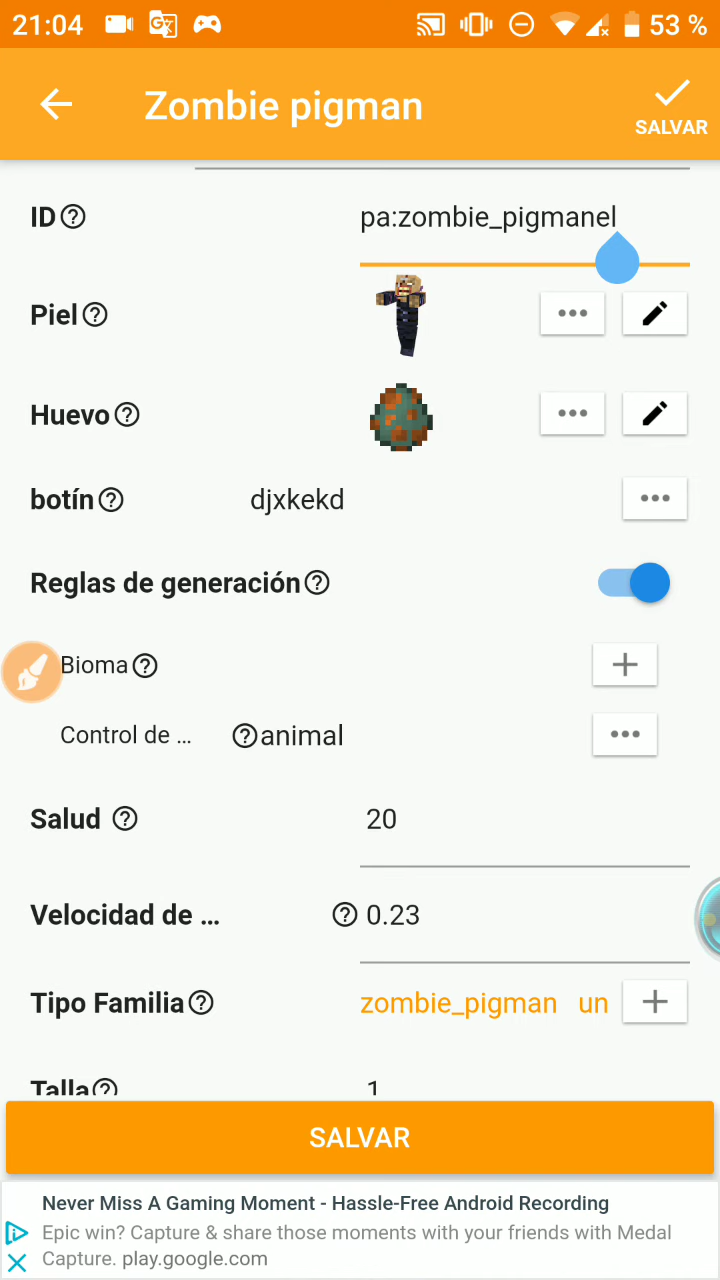 21:04 53 %
Zombie pigman
SALVAR
ID pa:zombie_pigmanel
Piel
Huevo
botín djxkekd
Reglas de generación
Bioma
Control de ... animal
Salud 20
Velocidad de ... 0.23
Tipo Familia zombie_pigman un
Talla 1
SALVAR
Never Miss A Gaming Moment - Hassle-Free Android Recording
Epic win? Capture & share those moments with your friends with Medal
Capture. play.google.com